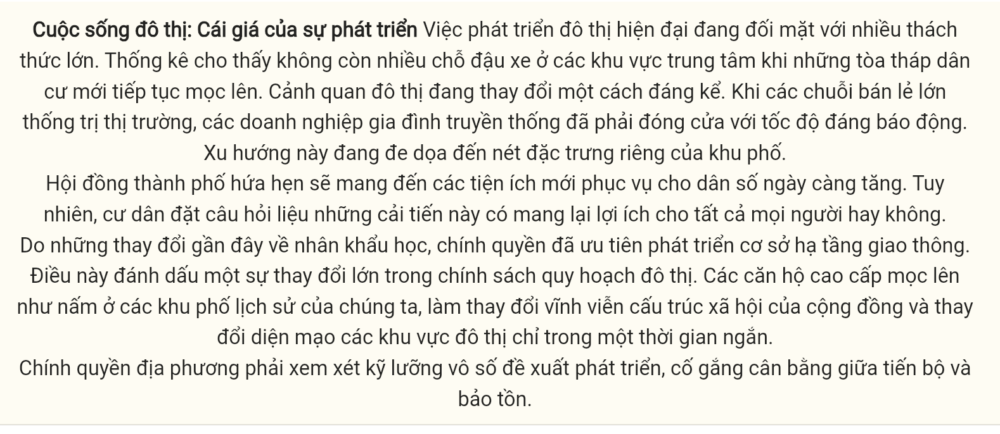 Cuộc sống đô thị: Cái giá của sự phát triển Việc phát triển đô thị hiện đại đang đối mặt với nhiều thách
thức lớn. Thống kê cho thấy không còn nhiều chỗ đậu xe ở các khu vực trung tâm khi những tòa tháp dân
cư mới tiếp tục mọc lên. Cảnh quan đô thị đang thay đổi một cách đáng kể. Khi các chuỗi bán lẻ lớn
thống trị thị trường, các doanh nghiệp gia đình truyền thống đã phải đóng cửa với tốc độ đáng báo động.
Xu hướng này đang đe dọa đến nét đặc trưng riêng của khu phố.
Hội đồng thành phố hứa hẹn sẽ mang đến các tiện ích mới phục vụ cho dân số ngày càng tăng. Tuy
nhiên, cư dân đặt câu hỏi liệu những cải tiến này có mang lại lợi ích cho tất cả mọi người hay không.
Do những thay đổi gần đây về nhân khẩu học, chính quyền đã ưu tiên phát triển cơ sở hạ tầng giao thông.
Điều này đánh dấu một sự thay đổi lớn trong chính sách quy hoạch đô thị. Các căn hộ cao cấp mọc lên
như nấm ở các khu phố lịch sử của chúng ta, làm thay đổi vĩnh viễn cấu trúc xã hội của cộng đồng và thay
đổi diện mạo các khu vực đô thị chỉ trong một thời gian ngắn.
Chính quyền địa phương phải xem xét kỹ lưỡng vô số đề xuất phát triển, cố gắng cân bằng giữa tiến bộ và
bảo tồn.